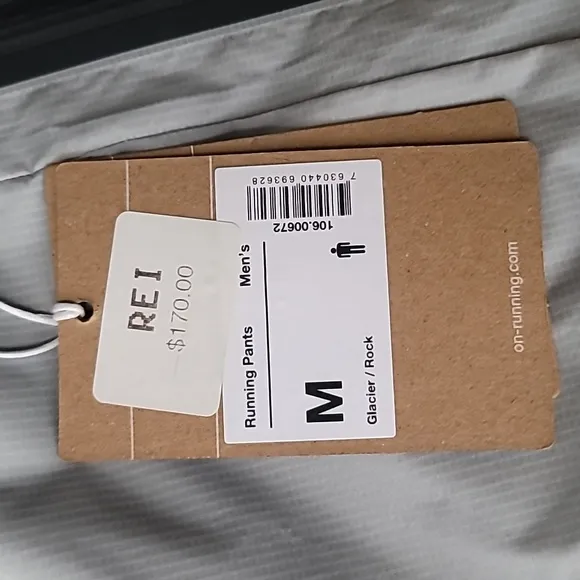 REI
$170.00
Running Pants Men's
M
Glacier / Rock
106.00672
7 630440 693628
on-running.com